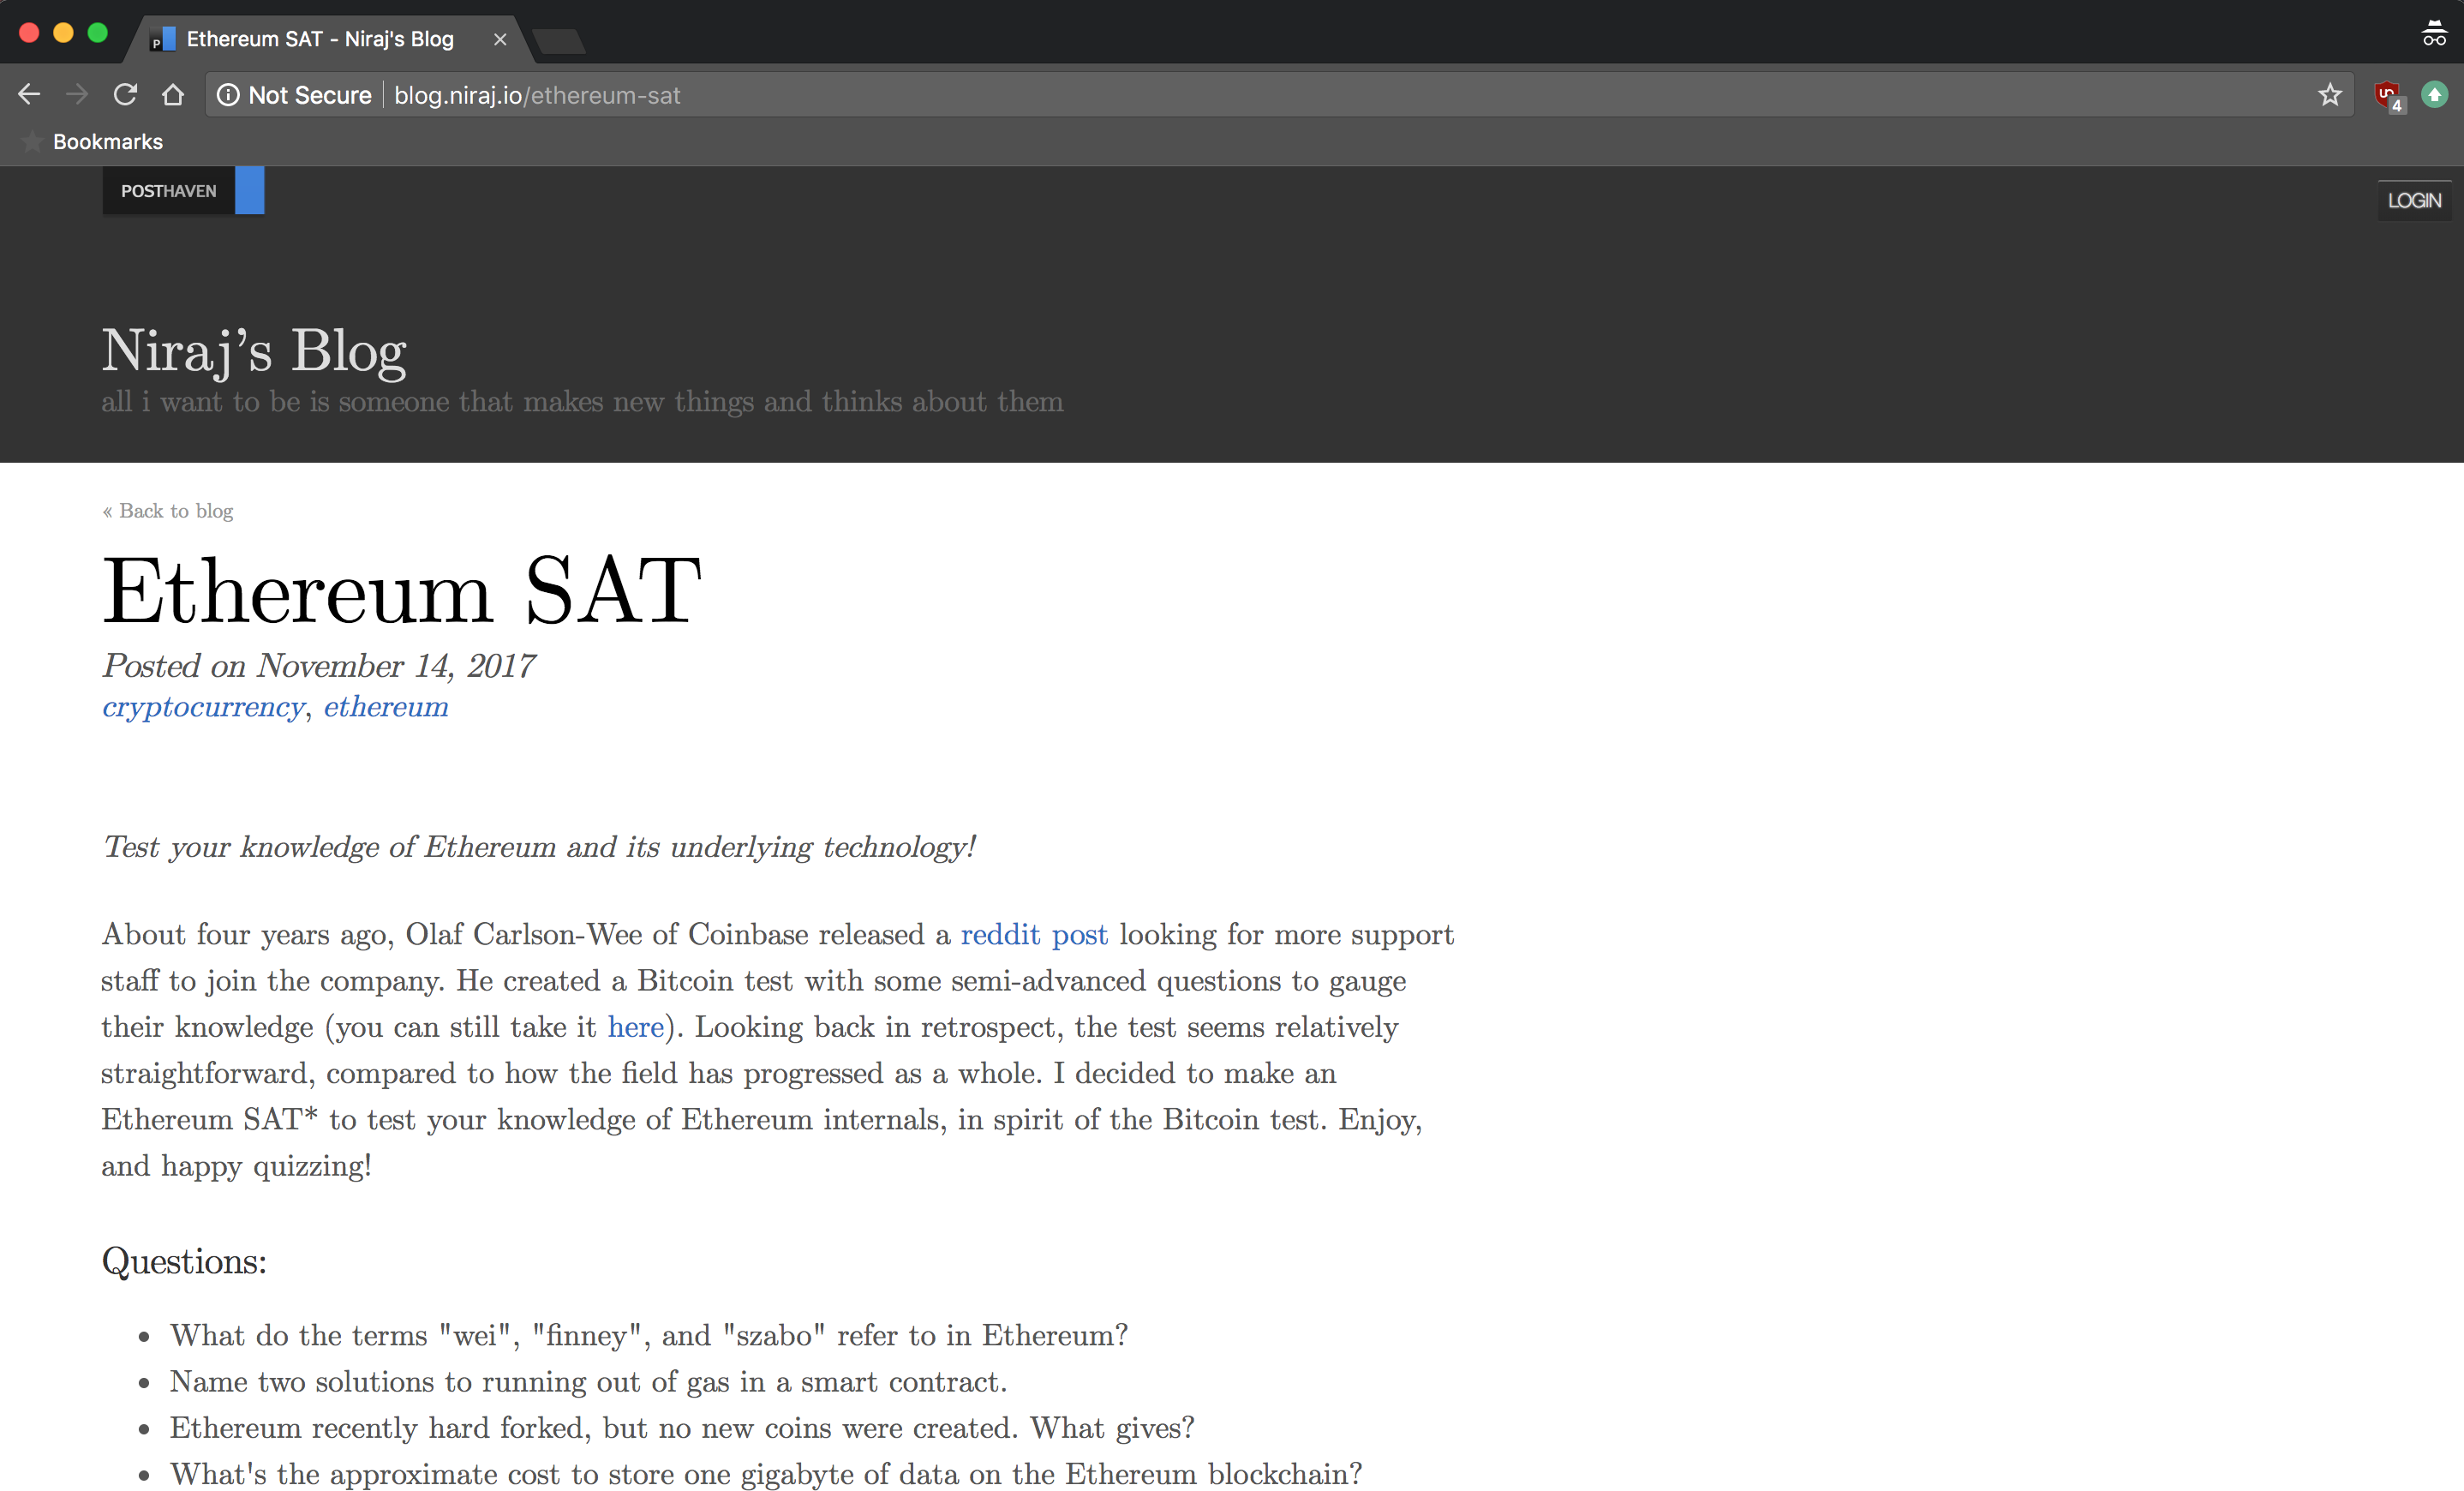 Ethereum SAT - Niraj's Blog
Not Secure blog.niraj.io/ethereum-sat
4
Bookmarks
POSTHAVEN
LOGIN
Niraj's Blog
all i want to be is someone that makes new things and thinks about them
« Back to blog
Ethereum SAT
Posted on November 14, 2017
cryptocurrency, ethereum
Test your knowledge of Ethereum and its underlying technology!
About four years ago, Olaf Carlson-Wee of Coinbase released a reddit post looking for more support
staff to join the company. He created a Bitcoin test with some semi-advanced questions to gauge
their knowledge (you can still take it here). Looking back in retrospect, the test seems relatively
straightforward, compared to how the field has progressed as a whole. I decided to make an
Ethereum SAT* to test your knowledge of Ethereum internals, in spirit of the Bitcoin test. Enjoy,
and happy quizzing!
Questions:
• What do the terms "wei", "finney", and "szabo" refer to in Ethereum?
• Name two solutions to running out of gas in a smart contract.
• Ethereum recently hard forked, but no new coins were created. What gives?
• What's the approximate cost to store one gigabyte of data on the Ethereum blockchain?